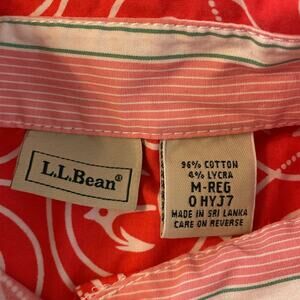 L.L.Bean®
96% COTTON
4% LYCRA
M-REG
0 HYJ7
MADE IN SRI LANKA
CARE ON REVERSE